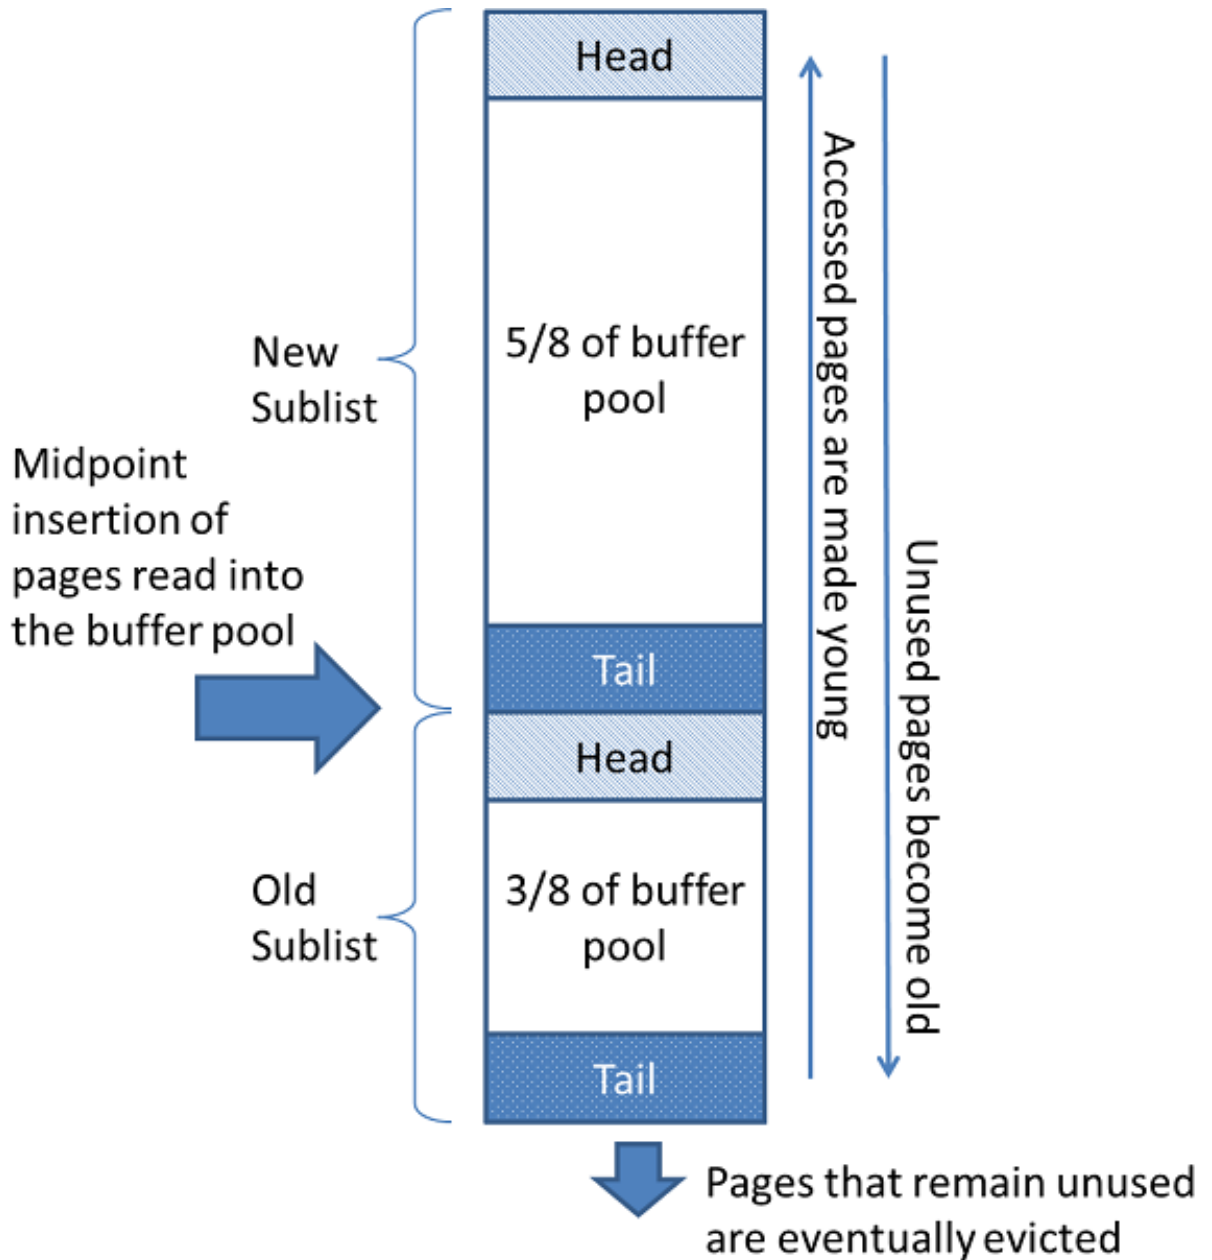 Head
5/8 of buffer
pool
New
Sublist
Midpoint
insertion of
pages read into
the buffer pool
Tail
Head
Old
Sublist
3/8 of buffer
pool
Tail
Accessed pages are made young
Unused pages become old
Pages that remain unused
are eventually evicted